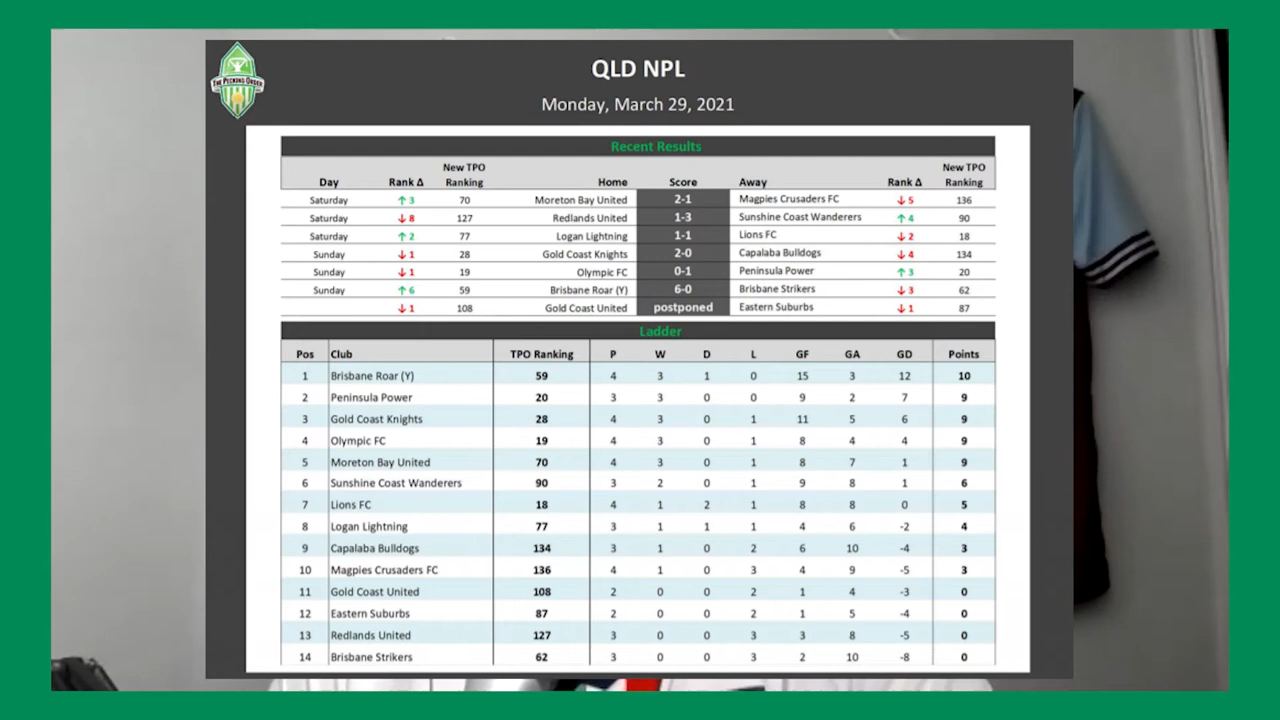 THE PECKING ORDER
QLD NPL
Monday, March 29, 2021
Recent Results
Day Rank Δ New TPO Ranking Home Score Away Rank Δ New TPO Ranking
Saturday ↑ 3 70 Moreton Bay United 2-1 Magpies Crusaders FC ↓ 5 136
Saturday ↓ 8 127 Redlands United 1-3 Sunshine Coast Wanderers ↑ 4 90
Saturday ↑ 2 77 Logan Lightning 1-1 Lions FC ↓ 2 18
Sunday ↓ 1 28 Gold Coast Knights 2-0 Capalaba Bulldogs ↓ 4 134
Sunday ↓ 1 19 Olympic FC 0-1 Peninsula Power ↑ 3 20
Sunday ↑ 6 59 Brisbane Roar (Y) 6-0 Brisbane Strikers ↓ 3 62
↓ 1 108 Gold Coast United postponed Eastern Suburbs ↓ 1 87
Ladder
Pos Club TPO Ranking P W D L GF GA GD Points
1 Brisbane Roar (Y) 59 4 3 1 0 15 3 12 10
2 Peninsula Power 20 3 3 0 0 9 2 7 9
3 Gold Coast Knights 28 4 3 0 1 11 5 6 9
4 Olympic FC 19 4 3 0 1 8 4 4 9
5 Moreton Bay United 70 4 3 0 1 8 7 1 9
6 Sunshine Coast Wanderers 90 3 2 0 1 9 8 1 6
7 Lions FC 18 4 1 2 1 8 8 0 5
8 Logan Lightning 77 3 1 1 1 4 6 -2 4
9 Capalaba Bulldogs 134 3 1 0 2 6 10 -4 3
10 Magpies Crusaders FC 136 4 1 0 3 4 9 -5 3
11 Gold Coast United 108 2 0 0 2 1 4 -3 0
12 Eastern Suburbs 87 2 0 0 2 1 5 -4 0
13 Redlands United 127 3 0 0 3 3 8 -5 0
14 Brisbane Strikers 62 3 0 0 3 2 10 -8 0